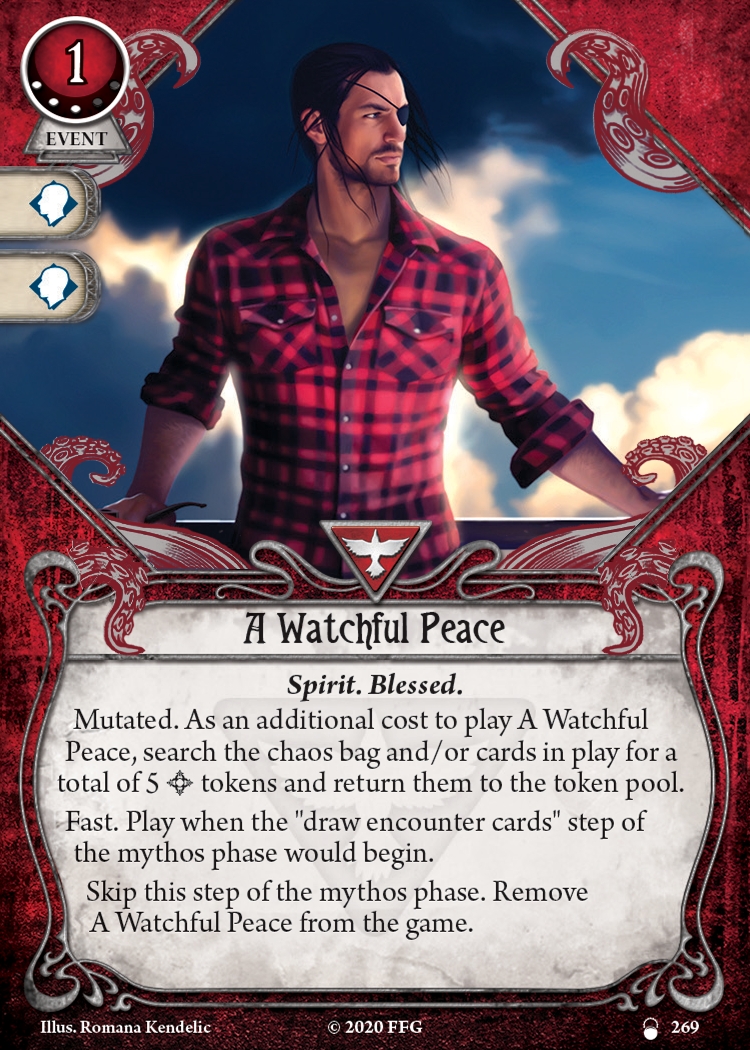 1
EVENT
A Watchful Peace
Spirit. Blessed.
Mutated. As an additional cost to play A Watchful
Peace, search the chaos bag and/or cards in play for a
total of 5 tokens and return them to the token pool.
Fast. Play when the "draw encounter cards" step of
the mythos phase would begin.
Skip this step of the mythos phase. Remove
A Watchful Peace from the game.
Illus. Romana Kendelic
© 2020 FFG
269